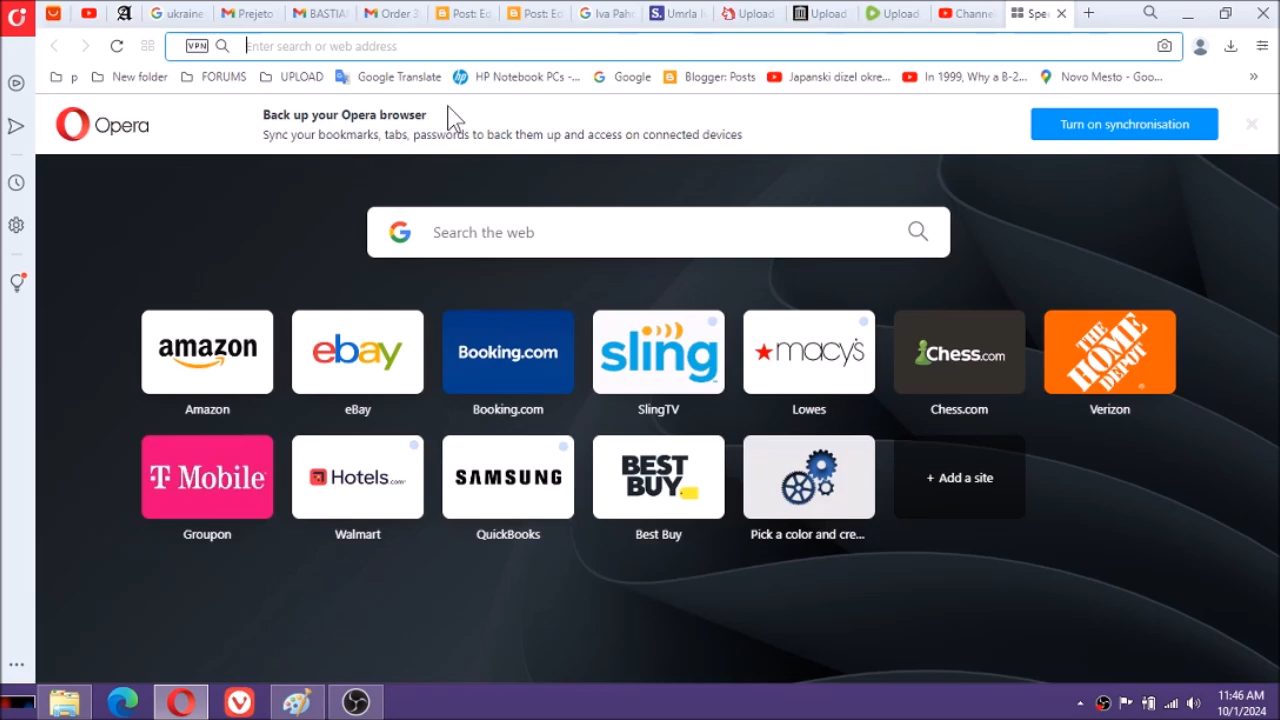 ukraine
Prejeto
BASTIA
Order 3
Post: Ed
Post: Ed
Iva Paho
Umrla
Upload
Upload
Upload
Channe
Spe
VPN
Enter search or web address
p
New folder
FORUMS
UPLOAD
Google Translate
HP Notebook PCs -...
Google
Blogger: Posts
Japanski dizel okre...
In 1999, Why a B-2...
Novo Mesto - Goo...
»
Opera
Back up your Opera browser
Sync your bookmarks, tabs, passwords to back them up and access on connected devices
Turn on synchronisation
Search the web
amazon
ebay
Booking.com
sling
macy's
Chess.com
THE HOME DEPOT
Amazon
eBay
Booking.com
SlingTV
Lowes
Chess.com
Verizon
T Mobile
Hotels.com
SAMSUNG
BEST BUY
+ Add a site
Groupon
Walmart
QuickBooks
Best Buy
Pick a color and cre...
11:46 AM
10/1/2024